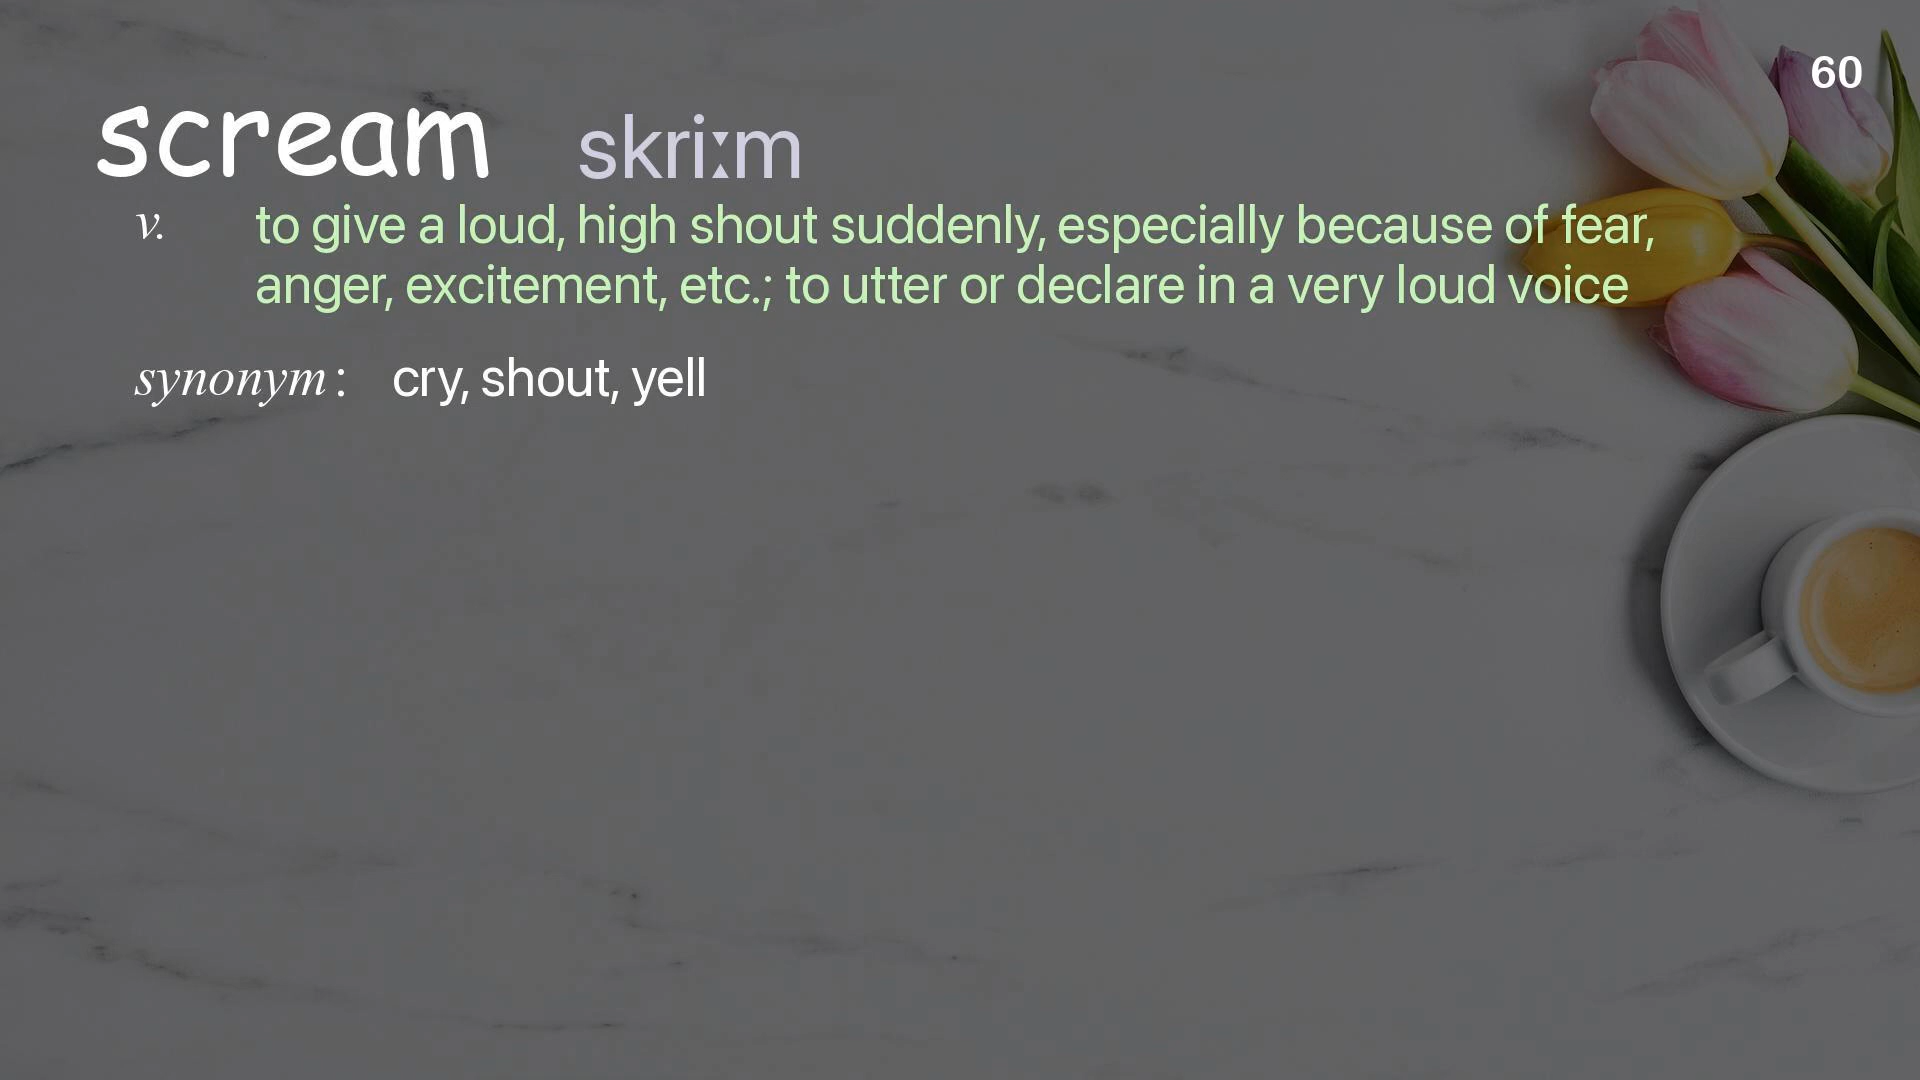 60
scream skriːm
v. to give a loud, high shout suddenly, especially because of fear,
anger, excitement, etc.; to utter or declare in a very loud voice
synonym: cry, shout, yell